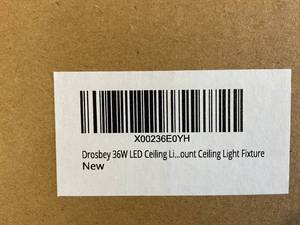 X00236E0YH
Drosbey 36W LED Ceiling Li...ount Ceiling Light Fixture
New